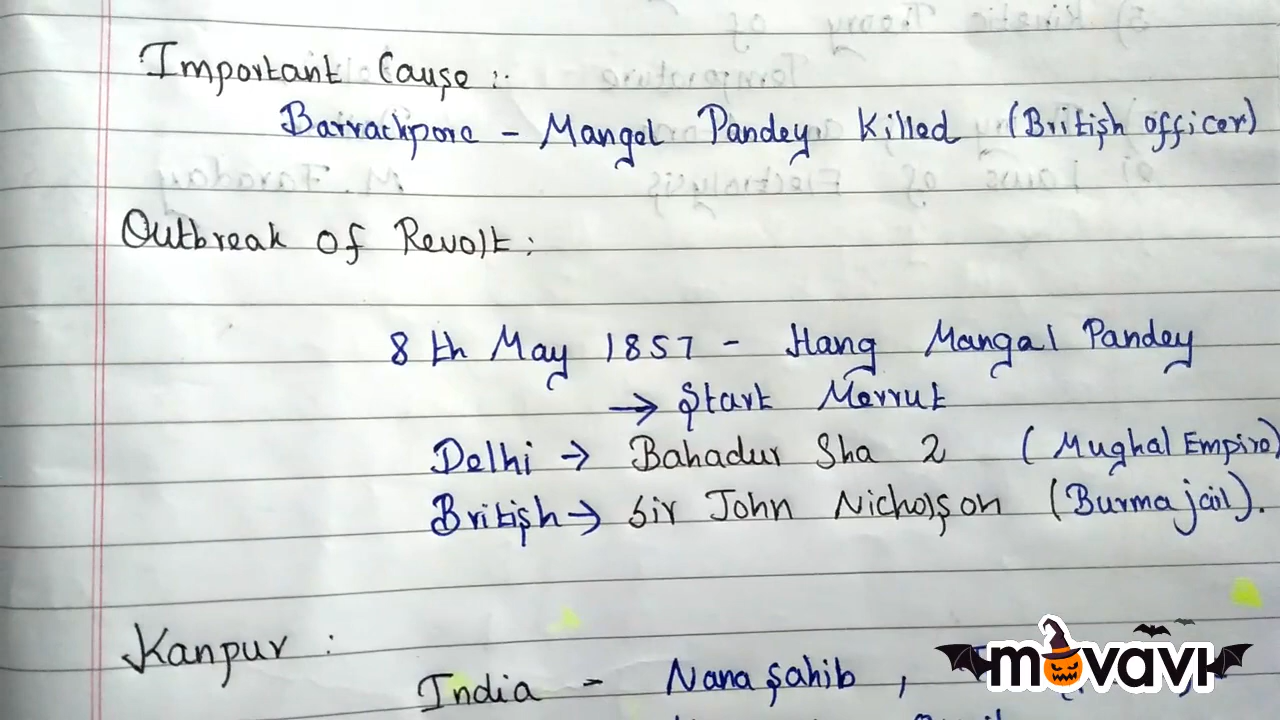 Important Cause:
Barrackpore - Mangal Pandey Killed (British officer)
Outbreak of Revolt:
8 th May 1857 - Hang Mangal Pandey
→ Start Merrut
Delhi → Bahadur Sha 2 (Mughal Empire)
British → Sir John Nicholson (Burma jail).
Kanpur :
India - Nana Sahib ,
movavi